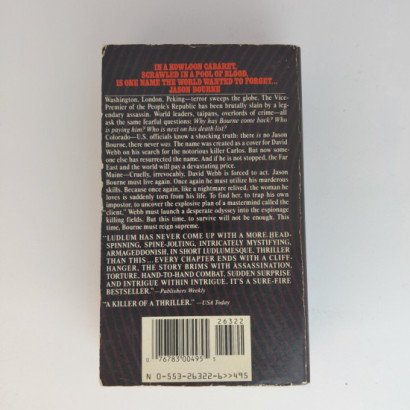 IN A KOWLOON CABARET,
SCRAWLED IN A POOL OF BLOOD,
IS ONE NAME THE WORLD WANTED TO FORGET...
JASON BOURNE
Washington, London, Peking—terror sweeps the globe. The Vice-
Premier of the People's Republic has been brutally slain by a leg-
endary assassin. World leaders, taipans, overlords of crime—all
ask the same fearful questions: Why has Bourne come back? Who
is paying him? Who is next on his death list?
Colorado—U.S. officials know a shocking truth: there is no Jason
Bourne, there never was. The name was created as a cover for David
Webb on his search for the notorious killer Carlos. But now some-
one else has resurrected the name. And if he is not stopped, the Far
East and the world will pay a devastating price.
Maine—Cruelly, irrevocably, David Webb is forced to act. Jason
Bourne must live again. Once again he must utilize his murderous
skills. Because once again, like a nightmare relived, the woman he
loves is suddenly torn from his life. To find her, to trap his own
impostor, to uncover the explosive plan of a mastermind called the
"client," Webb must launch a desperate odyssey into the espionage
killing fields. But this time, to survive will not be enough. This
time, Bourne must reign supreme.
"LUDLUM HAS NEVER COME UP WITH A MORE HEAD-
SPINNING, SPINE-JOLTING, INTRICATELY MYSTIFYING,
ARMAGEDDONISH, IN SHORT LUDLUMESQUE, THRILLER
THAN THIS.... EVERY CHAPTER ENDS WITH A CLIFF-
HANGER. THE STORY BRIMS WITH ASSASSINATION,
TORTURE, HAND-TO-HAND COMBAT, SUDDEN SURPRISE
AND INTRIGUE WITHIN INTRIGUE. IT'S A SURE-FIRE
BESTSELLER." —Publishers Weekly
"A KILLER OF A THRILLER." —USA Today
26322
0 76783 00495 5
N 0-553-26322-6>>495